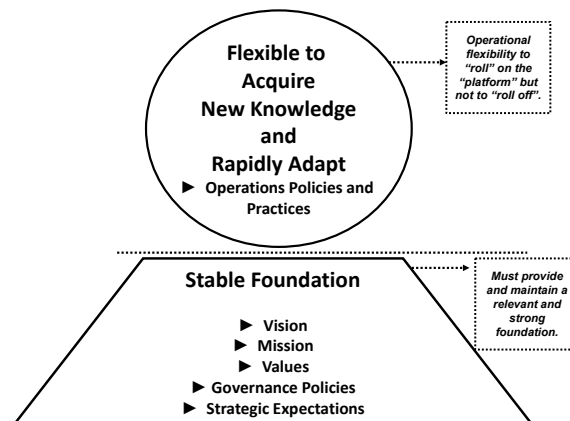 Flexible to
Acquire
New Knowledge
and
Rapidly Adapt
► Operations Policies and
Practices
Operational
flexibility to
“roll” on the
“platform” but
not to “roll off”.
Stable Foundation
► Vision
► Mission
► Values
► Governance Policies
► Strategic Expectations
Must provide
and maintain a
relevant and
strong
foundation.